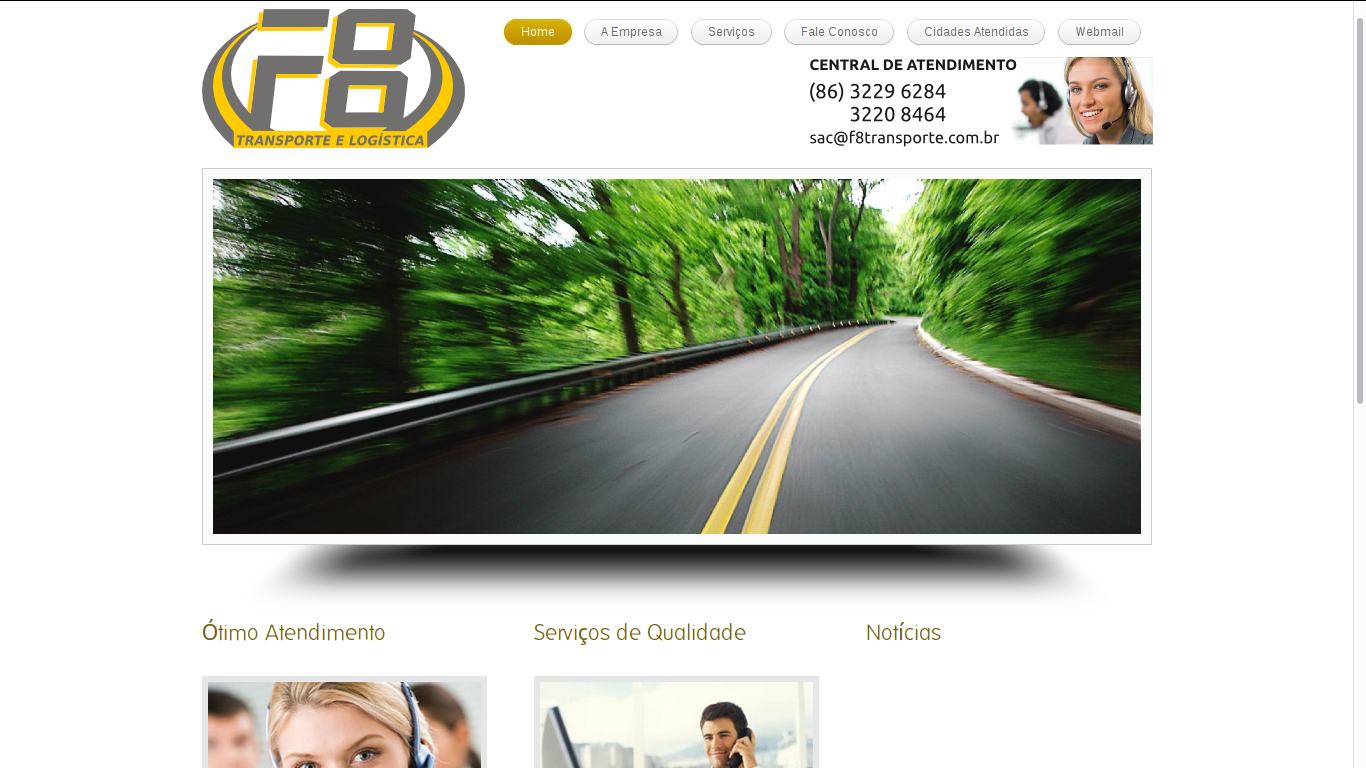 F8
TRANSPORTE E LOGÍSTICA
Home
A Empresa
Serviços
Fale Conosco
Cidades Atendidas
Webmail
CENTRAL DE ATENDIMENTO
(86) 3229 6284
3220 8464
sac@f8transporte.com.br
Ótimo Atendimento
Serviços de Qualidade
Notícias